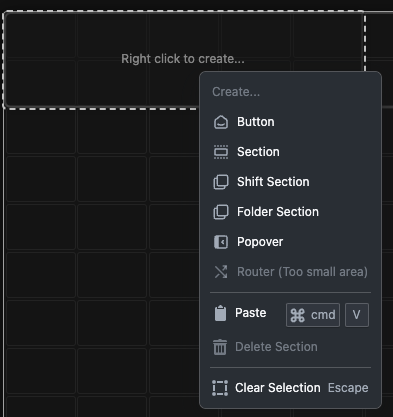 Right click to create...
Create...
Button
Section
Shift Section
Folder Section
Popover
Router (Too small area)
Paste ⌘ cmd V
Delete Section
Clear Selection Escape